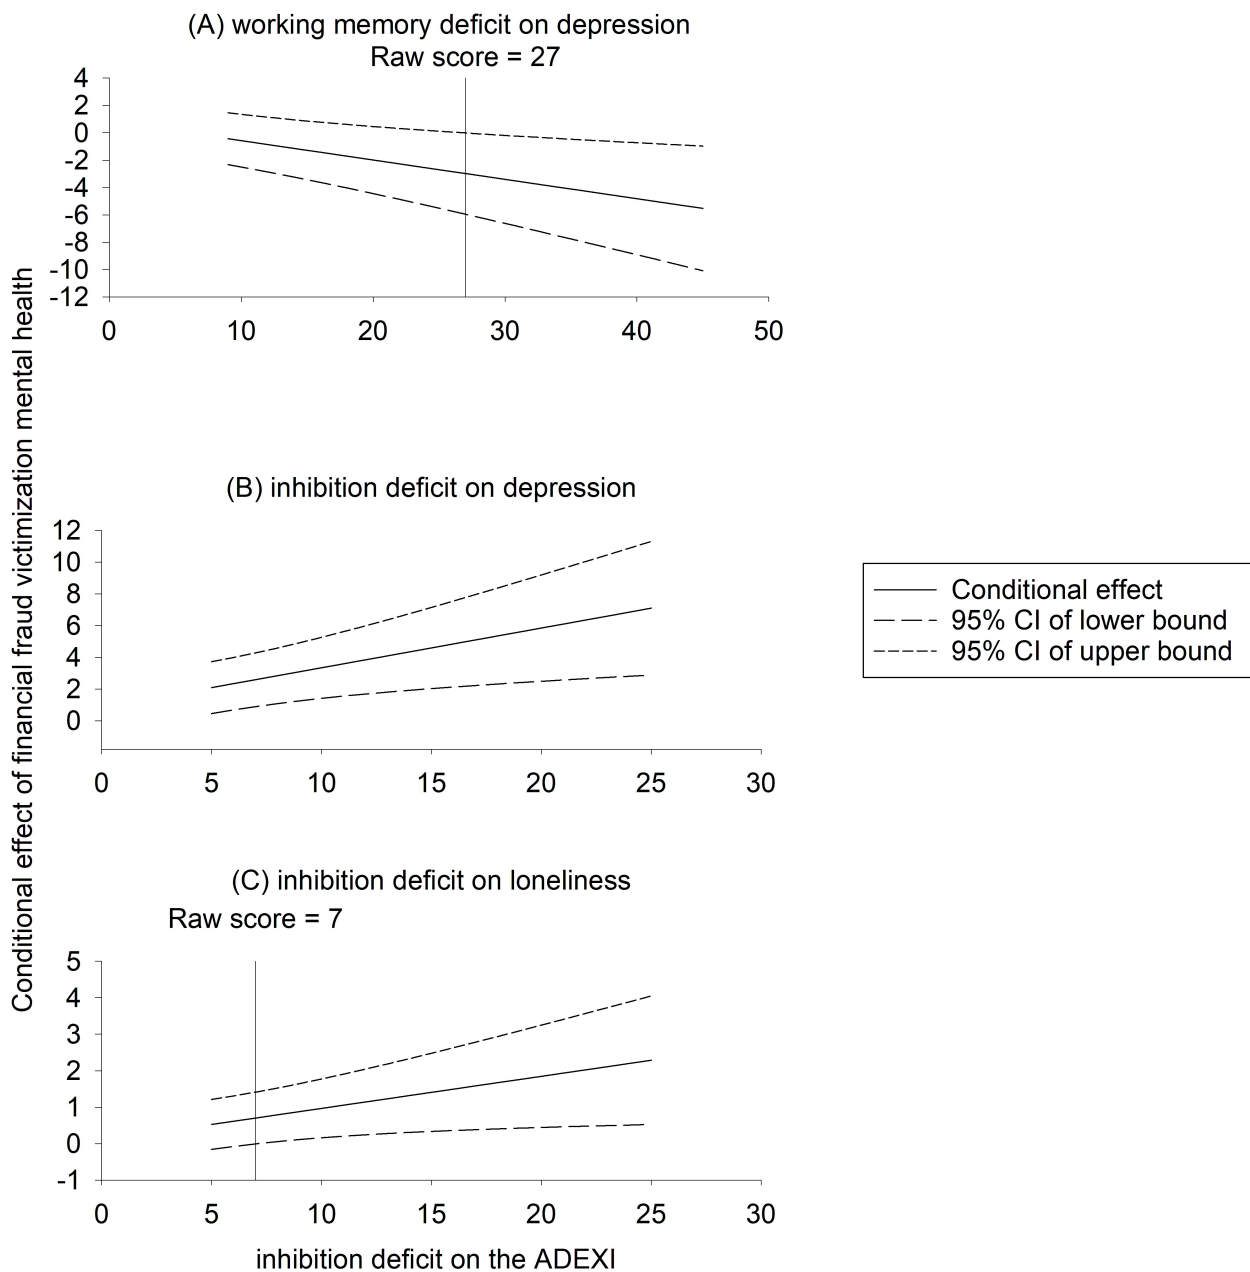 (A) working memory deficit on depression
Raw score = 27
4
2
0
-2
-4
-6
-8
-10
-12
0 10 20 30 40 50
Conditional effect of financial fraud victimization mental health
(B) inhibition deficit on depression
12
10
8
6
4
2
0
0 5 10 15 20 25 30
Conditional effect
95% CI of lower bound
95% CI of upper bound
(C) inhibition deficit on loneliness
Raw score = 7
5
4
3
2
1
0
-1
0 5 10 15 20 25 30
inhibition deficit on the ADEXI